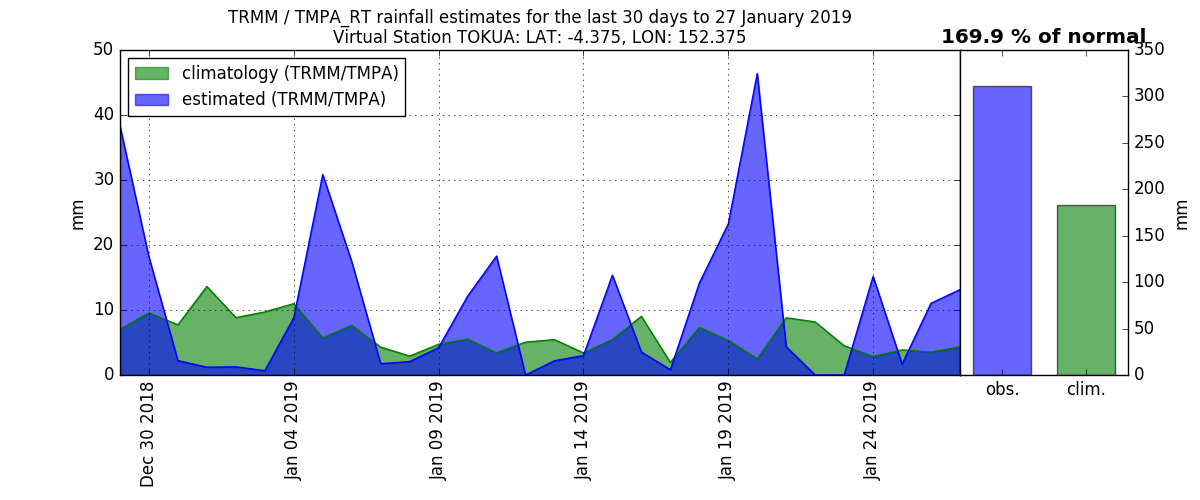 TRMM / TMPA_RT rainfall estimates for the last 30 days to 27 January 2019
Virtual Station TOKUA: LAT: -4.375, LON: 152.375
169.9 % of normal
climatology (TRMM/TMPA)
estimated (TRMM/TMPA)
50
40
30
20
10
0
mm
Dec 30 2018
Jan 04 2019
Jan 09 2019
Jan 14 2019
Jan 19 2019
Jan 24 2019
obs.
clim.
350
300
250
200
150
100
50
0
mm